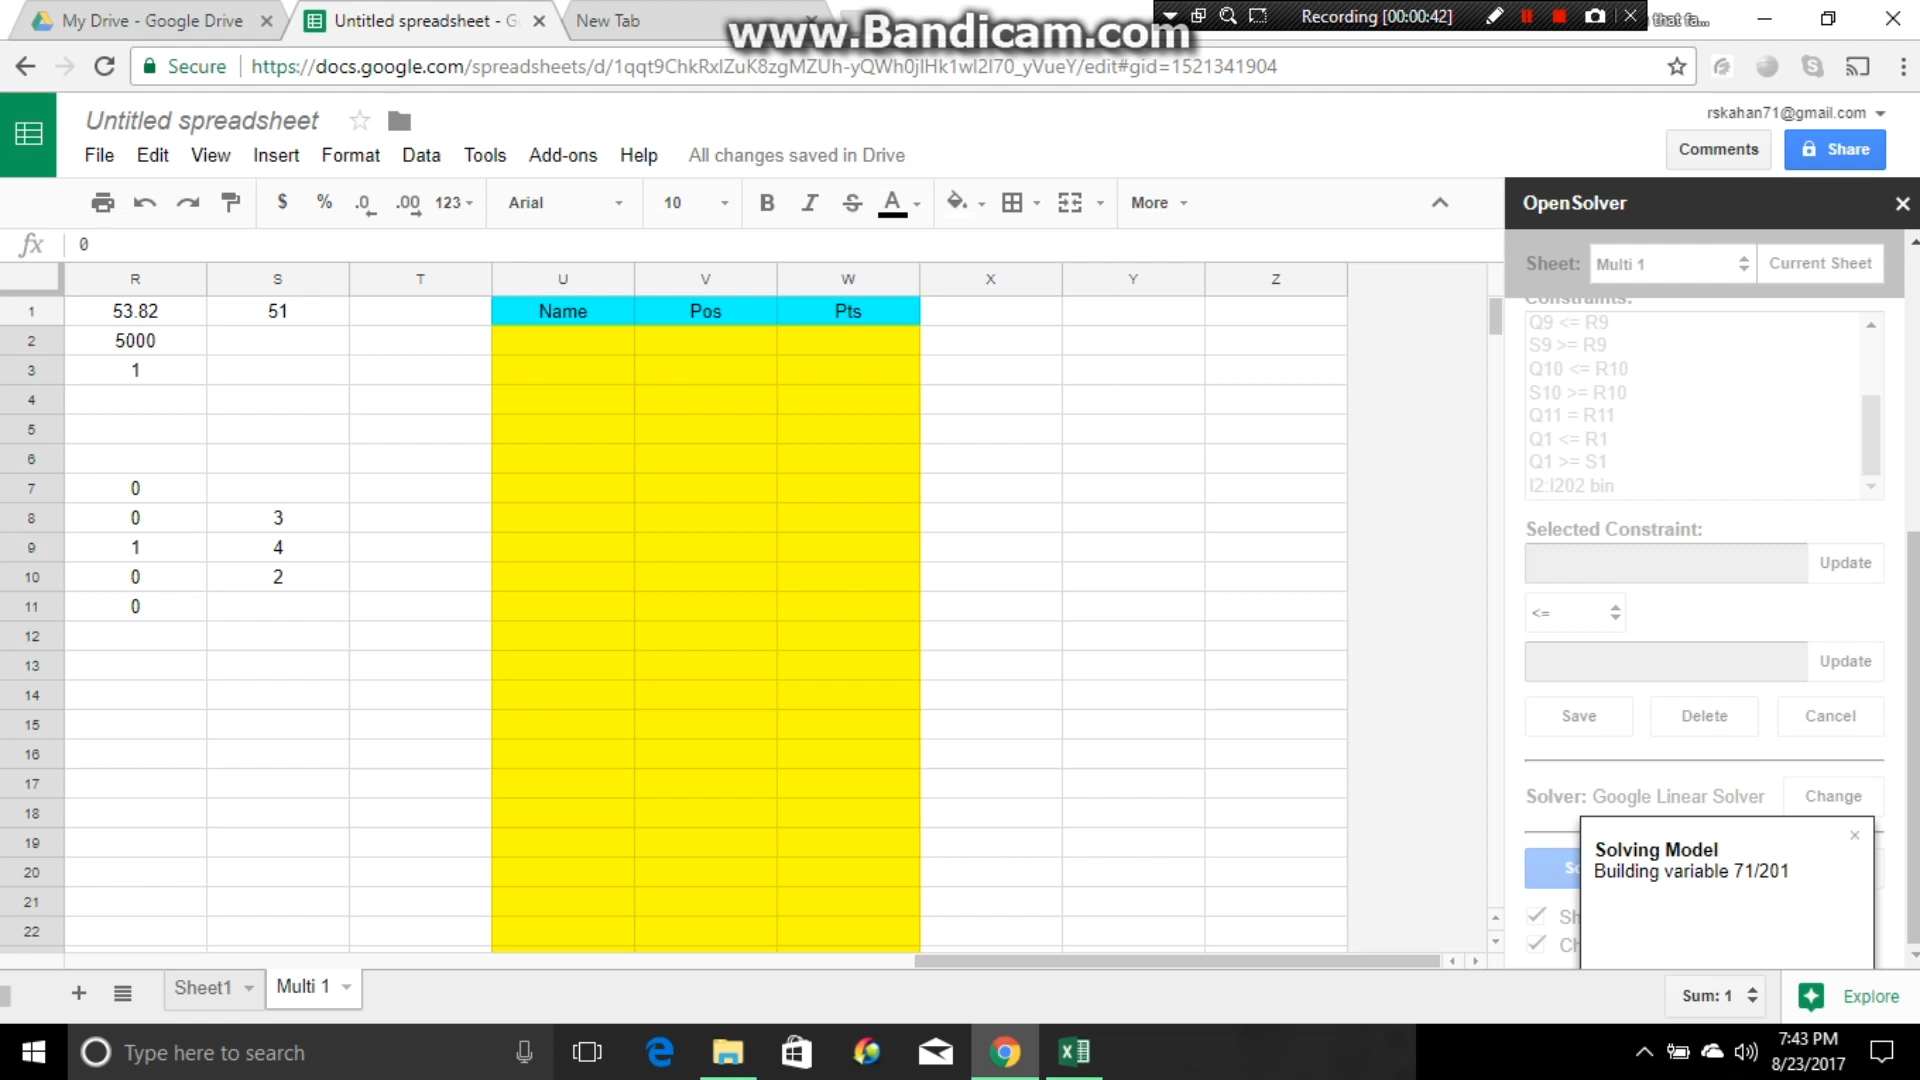 My Drive - Google Drive
Untitled spreadsheet - G
New Tab
www.Bandicam.com
Recording [00:00:42]
that fa...
Secure
https://docs.google.com/spreadsheets/d/1qqt9ChkRxlZuK8zgMZUh-yQWh0jlHk1wl2I70_yVueY/edit#gid=1521341904
Untitled spreadsheet
rskahan71@gmail.com
File Edit View Insert Format Data Tools Add-ons Help All changes saved in Drive
Comments
Share
$ % .0 .00 123 Arial 10 B I S A More
OpenSolver
fx 0
Sheet: Multi 1 Current Sheet
R S T U V W X Y Z
1 53.82 51 Name Pos Pts
2 5000
3 1
4
5
6
7 0
8 0 3
9 1 4
10 0 2
11 0
12
13
14
15
16
17
18
19
20
21
22
Constraints:
Q9 <= R9
S9 >= R9
Q10 <= R10
S10 >= R10
Q11 = R11
Q1 <= R1
Q1 >= S1
I2:I202 bin
Selected Constraint:
Update
<=
Update
Save Delete Cancel
Solver: Google Linear Solver Change
Solving Model
Building variable 71/201
Sh
Ch
Sheet1 Multi 1
Sum: 1
Explore
Type here to search
7:43 PM
8/23/2017